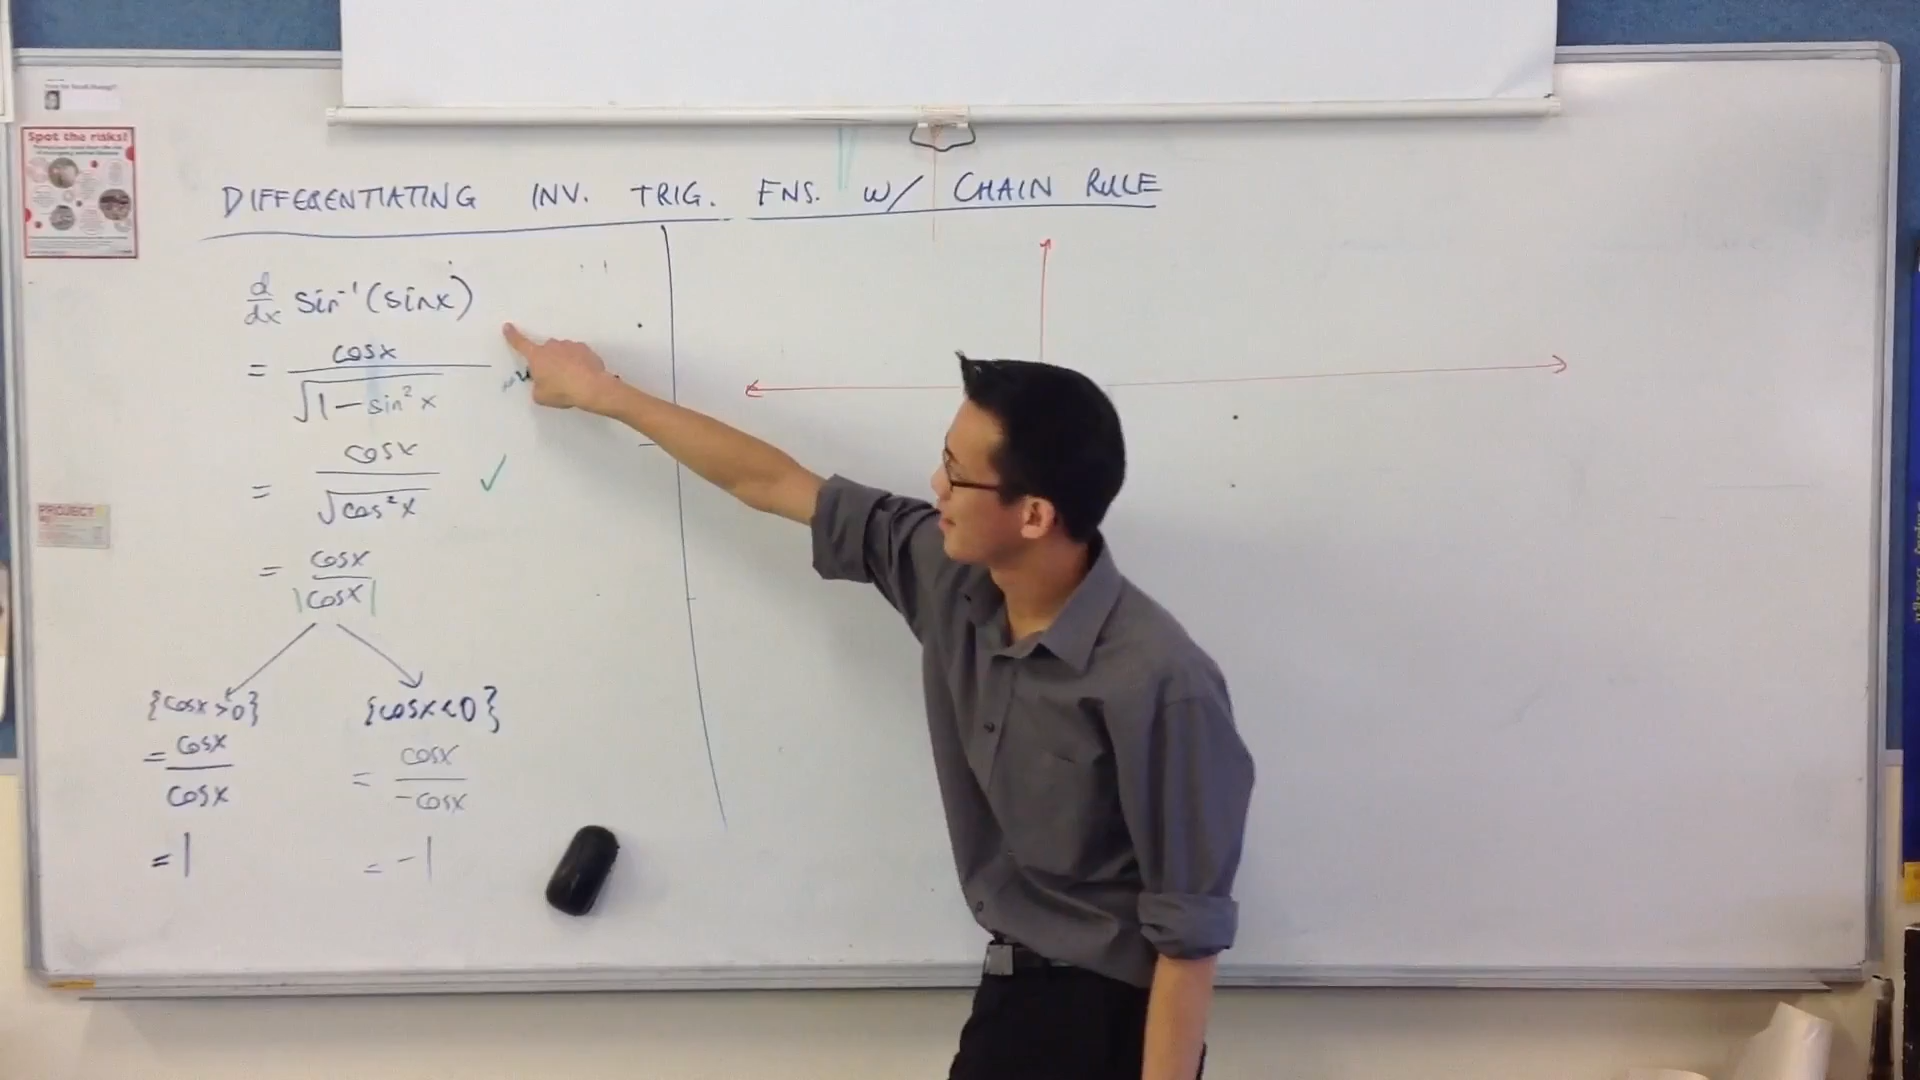 DIFFERENTIATING INV. TRIG. FNS. W/ CHAIN RULE
d/dx sin⁻¹(sinx)
= cosx / √(1 - sin²x)
= cosx / √(cos²x) ✓
= cosx / |cosx|
{cosx>0} {cosx<0}
= cosx / cosx = cosx / -cosx
= 1 = -1
Spot the risks!
PROJECT